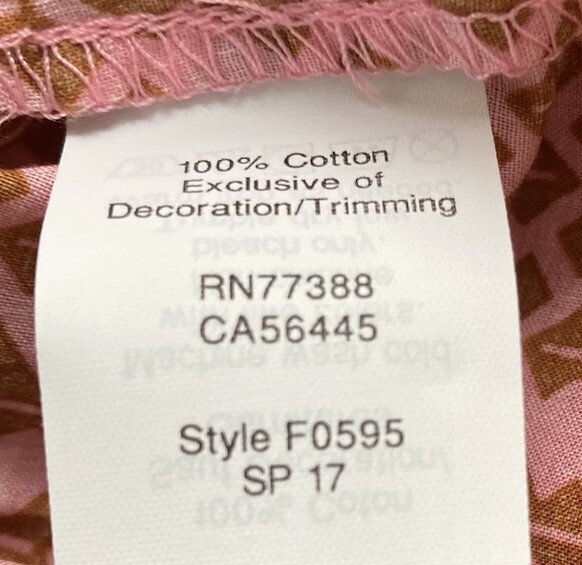 100% Cotton
Exclusive of
Decoration/Trimming
RN77388
CA56445
Style F0595
SP 17